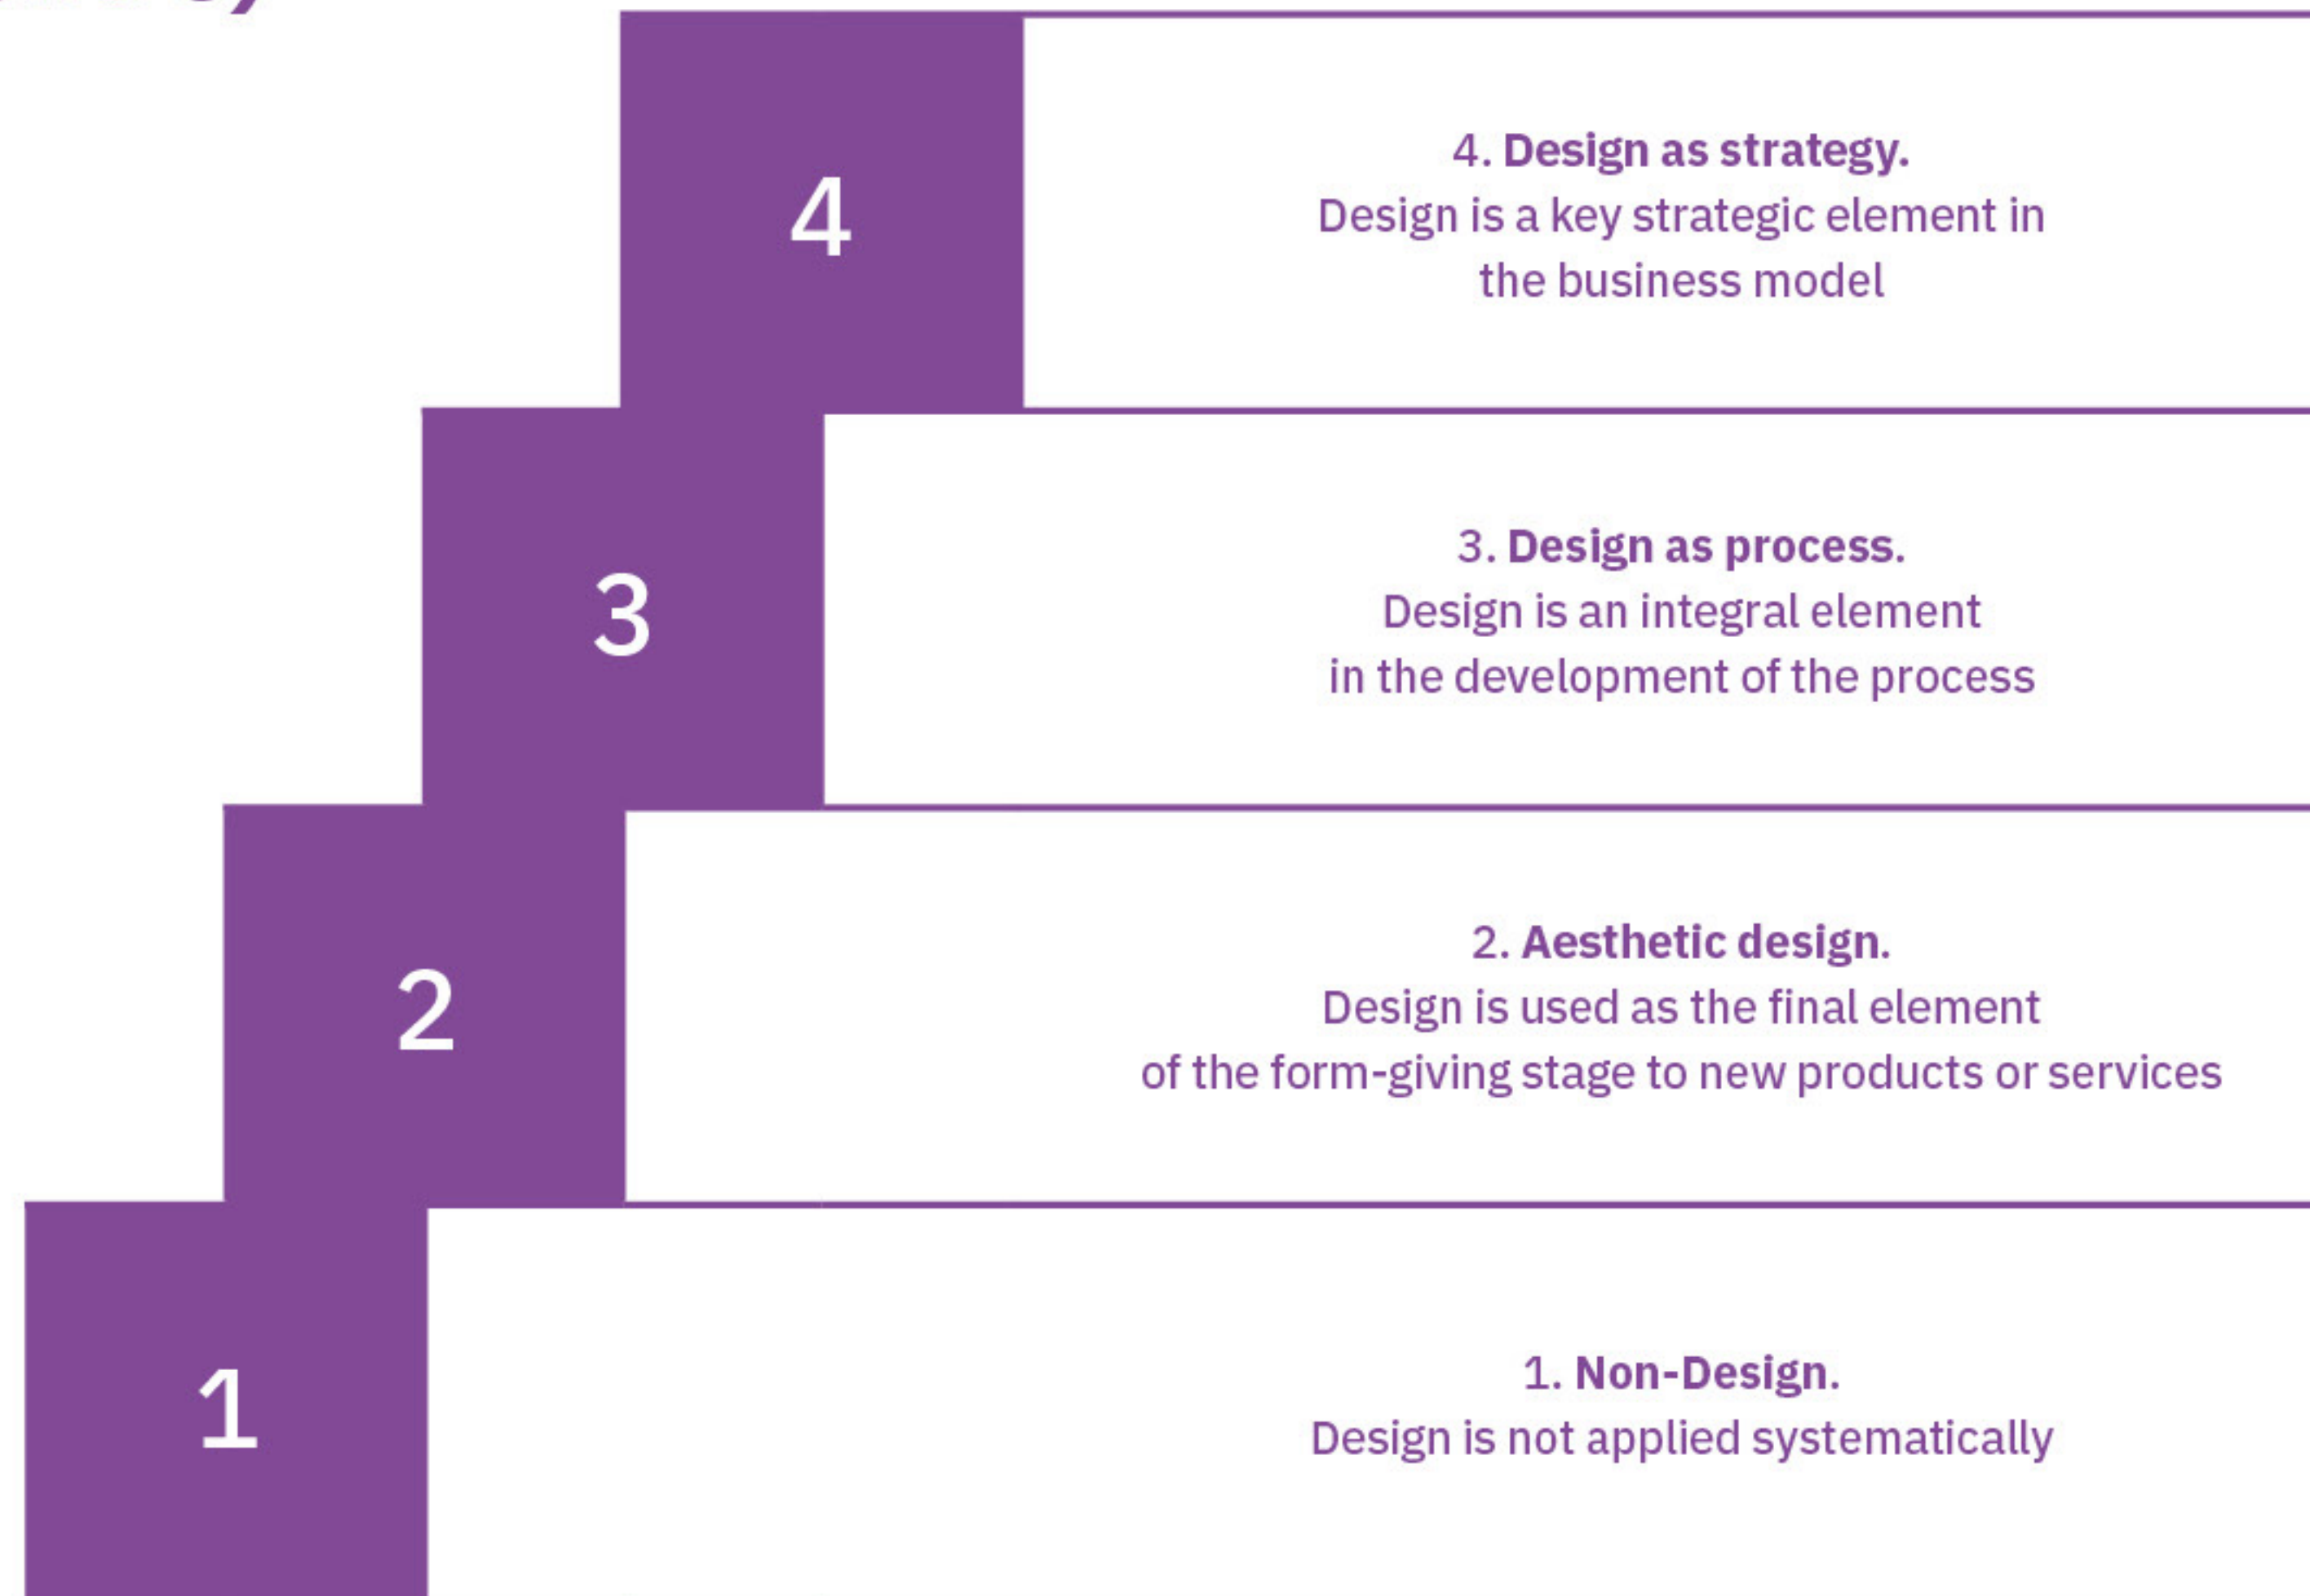 4
4. Design as strategy.
Design is a key strategic element in
the business model
3
3. Design as process.
Design is an integral element
in the development of the process
2
2. Aesthetic design.
Design is used as the final element
of the form-giving stage to new products or services
1
1. Non-Design.
Design is not applied systematically